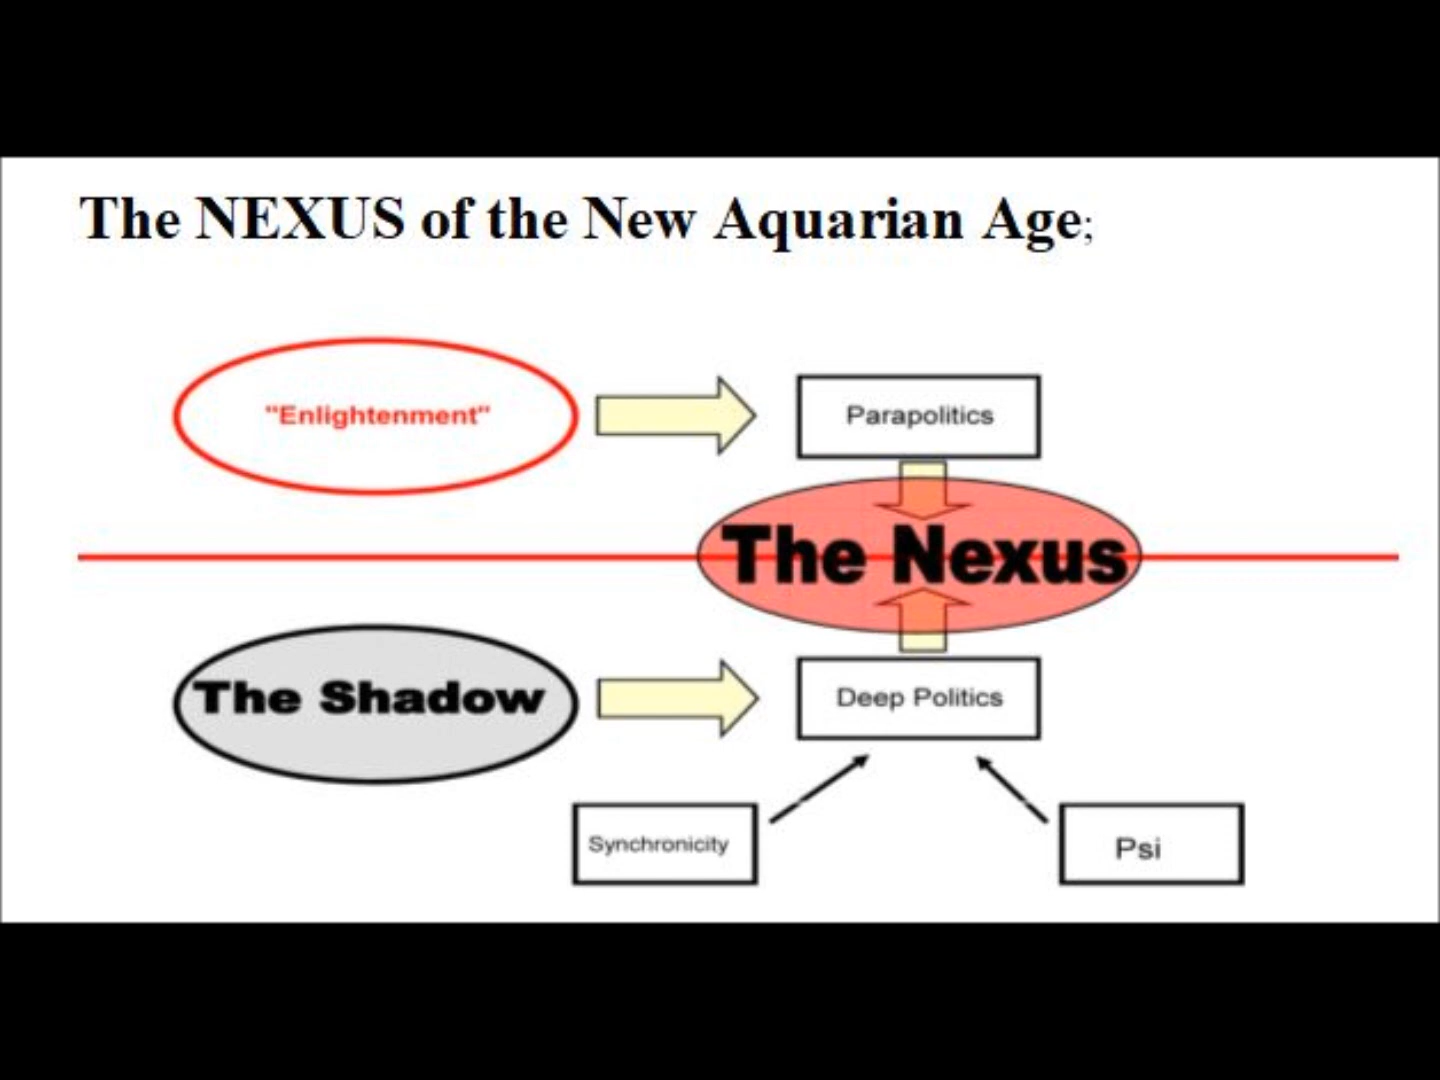 The NEXUS of the New Aquarian Age;
"Enlightenment"
Parapolitics
The Nexus
The Shadow
Deep Politics
Synchronicity
Psi